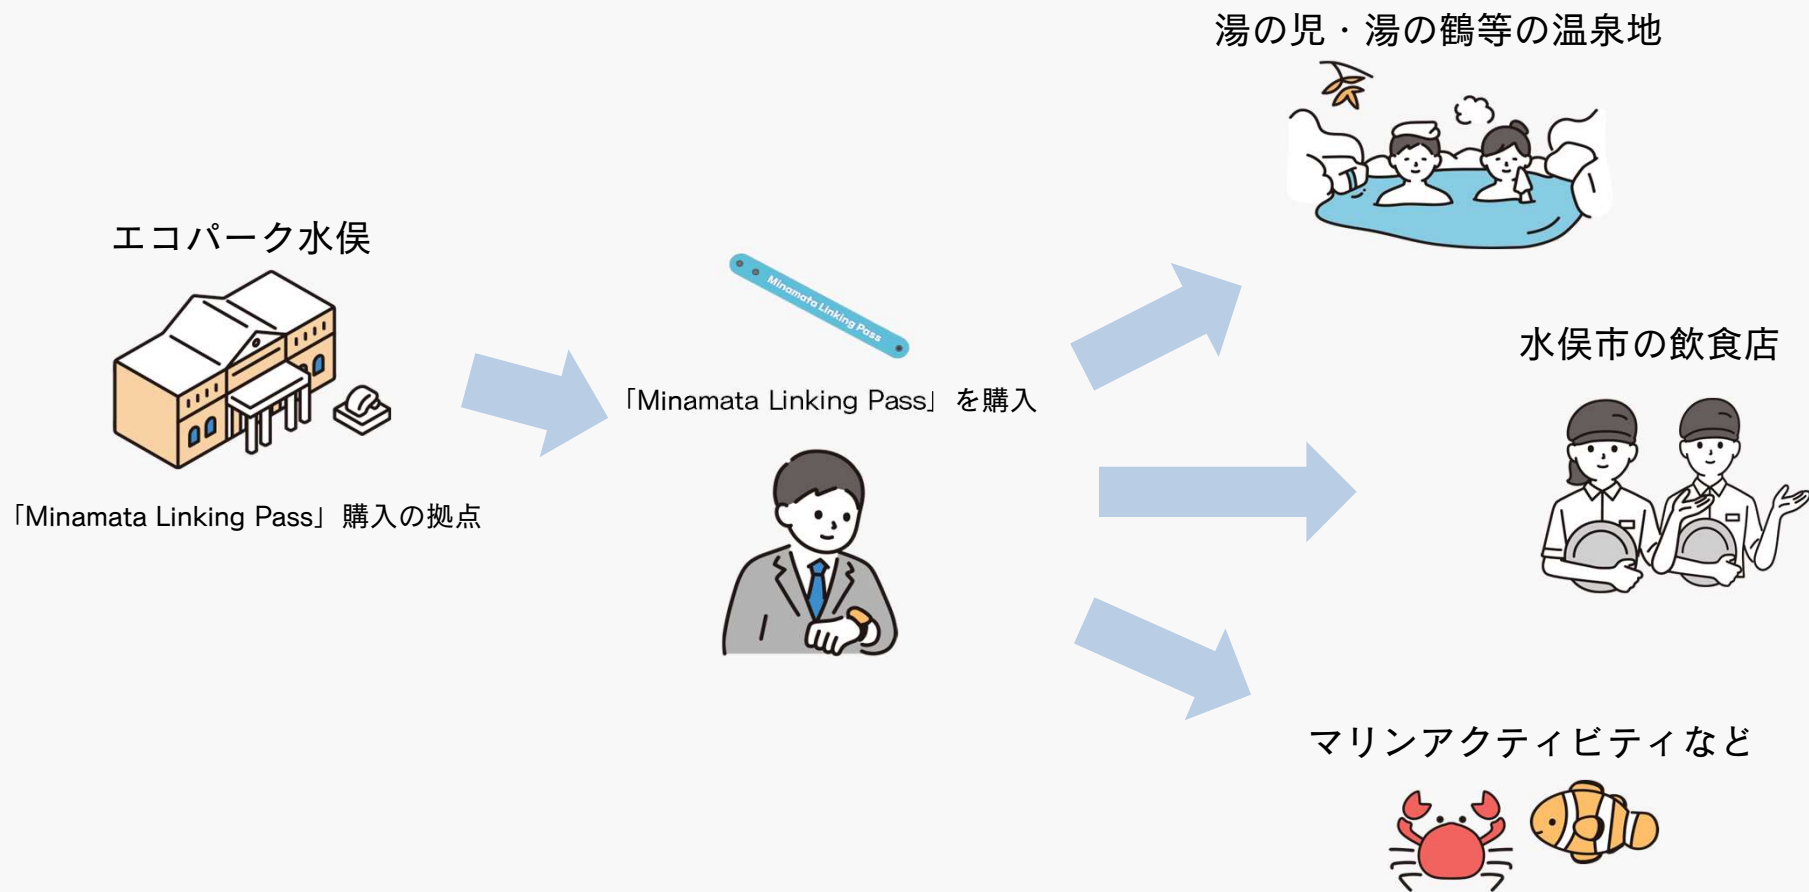 湯の児・湯の鶴等の温泉地
エコパーク水俣
Minamata Linking Pass
「Minamata Linking Pass」を購入
「Minamata Linking Pass」購入の拠点
水俣市の飲食店
マリンアクティビティなど